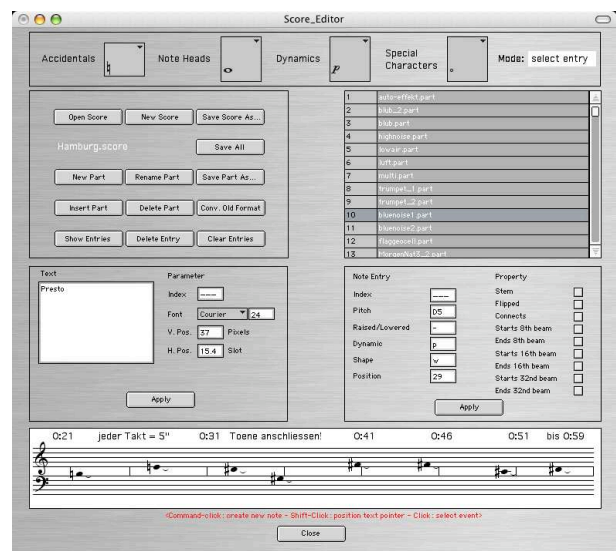 Score_Editor
Accidentals
Note Heads
Dynamics
p
Special
Characters
Mode: select entry
Open Score
New Score
Save Score As...
Hamburg.score
Save All
New Part
Rename Part
Save Part As...
Insert Part
Delete Part
Conv. Old Format
Show Entries
Delete Entry
Clear Entries
1 auto-effekt.part
2 blub_2.part
3 blub.part
4 highnoise.part
5 lowair.part
6 luft.part
7 multi.part
8 trumpet_1.part
9 trumpet_2.part
10 bluenoise1.part
11 bluenoise2.part
12
13 MorgenNat3_2.part
Text
Presto
Parameter
Index ---
Font Courier 24
V. Pos. 37 Pixels
H. Pos. 15.4 Slot
Apply
Note Entry
Index ---
Pitch D5
Raised/Lowered -
Dynamic p
Shape w
Position 29
Property
Stem
Flipped
Connects
Starts 8th beam
Ends 8th beam
Starts 16th beam
Ends 16th beam
Starts 32nd beam
Ends 32nd beam
Apply
0:21 jeder Takt = 5" 0:31 Toene anschliessen! 0:41 0:46 0:51 bis 0:59
<Command-click: create new note - Shift-Click: position text pointer - Click: select event>
Close